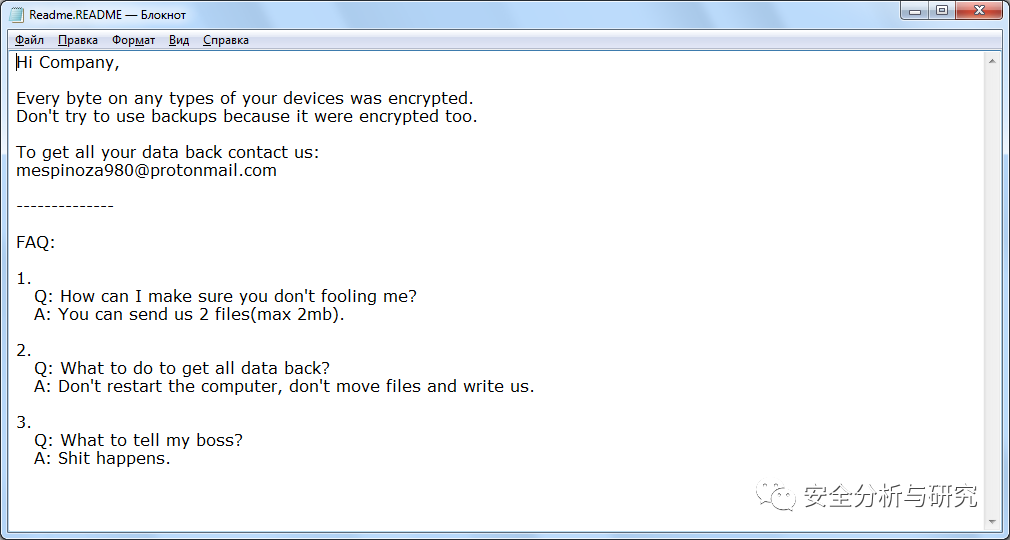 Readme.README — Блокнот
Файл Правка Формат Вид Справка
Hi Company,
Every byte on any types of your devices was encrypted.
Don't try to use backups because it were encrypted too.
To get all your data back contact us:
mespinoza980@protonmail.com
--------------
FAQ:
1.
Q: How can I make sure you don't fooling me?
A: You can send us 2 files(max 2mb).
2.
Q: What to do to get all data back?
A: Don't restart the computer, don't move files and write us.
3.
Q: What to tell my boss?
A: Shit happens.
安全分析与研究